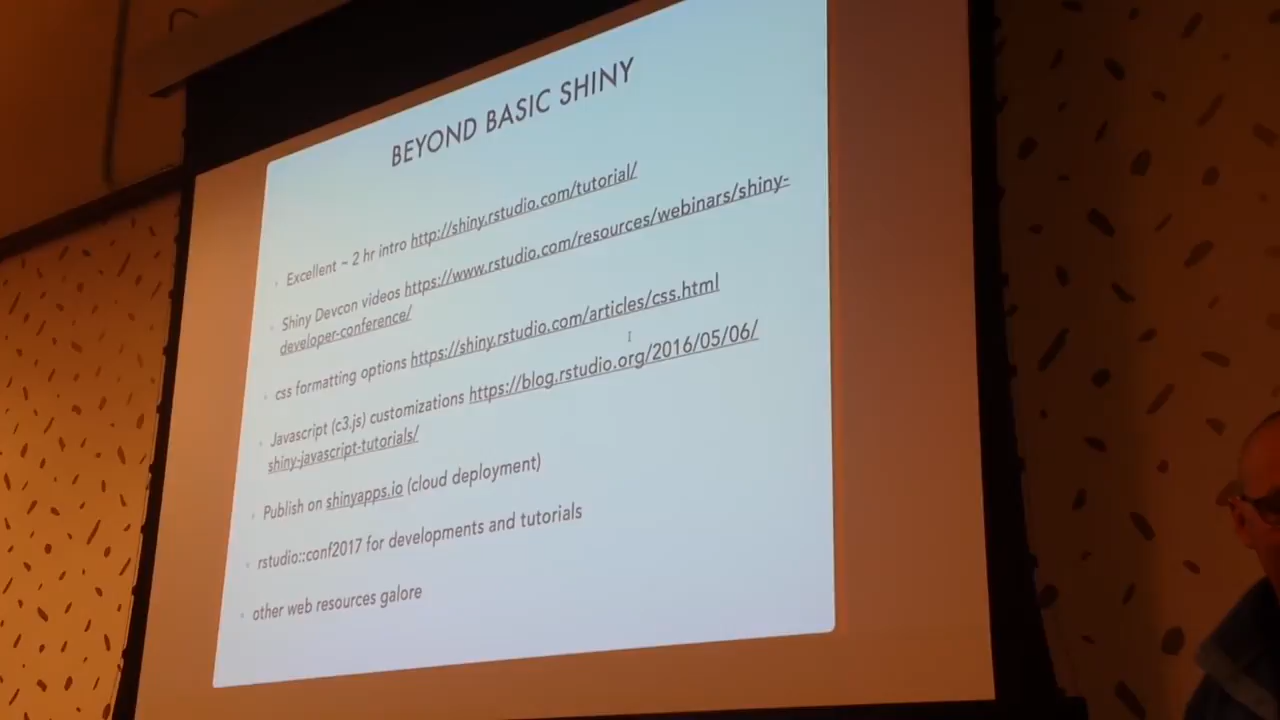 BEYOND BASIC SHINY
Excellent ~ 2 hr intro http://shiny.rstudio.com/tutorial/
Shiny Devcon videos https://www.rstudio.com/resources/webinars/shiny-
developer-conference/
css formatting options https://shiny.rstudio.com/articles/css.html
Javascript (c3.js) customizations https://blog.rstudio.org/2016/05/06/
shiny-javascript-tutorials/
Publish on shinyapps.io (cloud deployment)
rstudio::conf2017 for developments and tutorials
other web resources galore